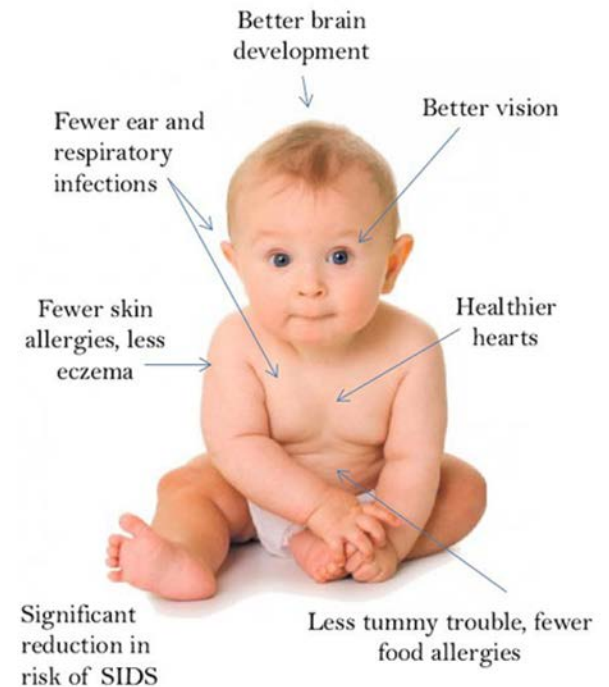 Better brain
development
Better vision
Fewer ear and
respiratory
infections
Fewer skin
allergies, less
eczema
Healthier
hearts
Significant
reduction in
risk of SIDS
Less tummy trouble, fewer
food allergies